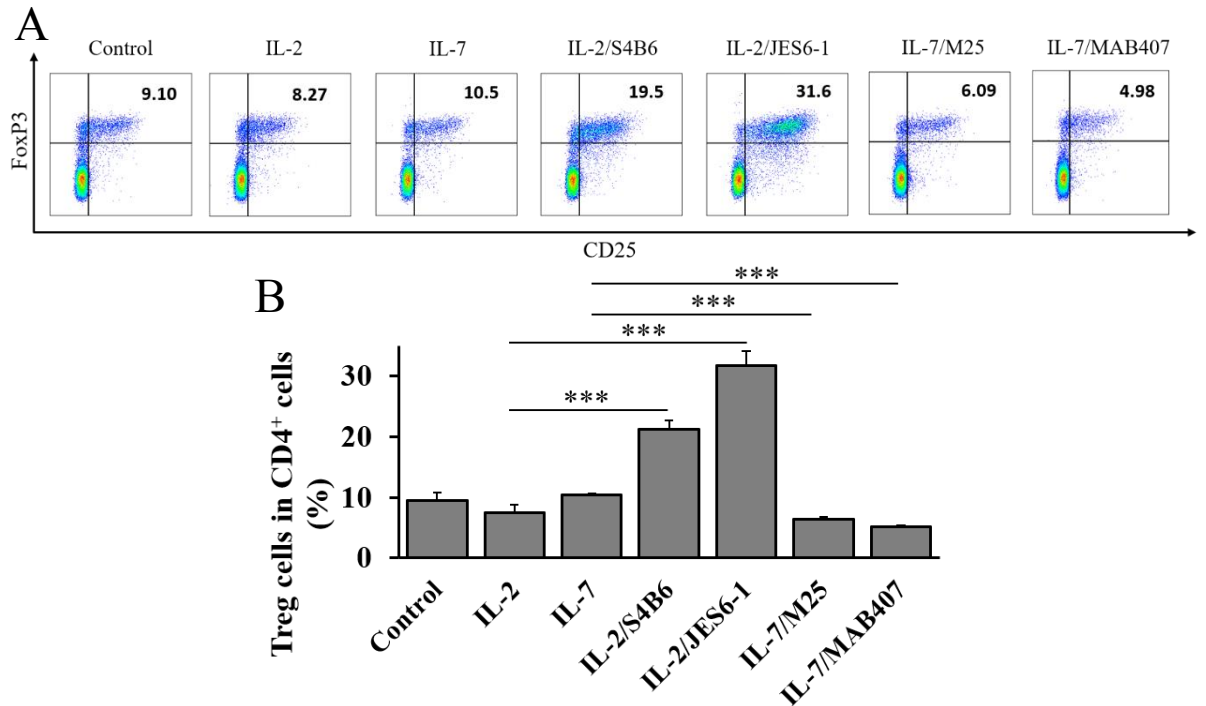 A
Control IL-2 IL-7 IL-2/S4B6 IL-2/JES6-1 IL-7/M25 IL-7/MAB407
9.10 8.27 10.5 19.5 31.6 6.09 4.98
FoxP3
CD25
B
***
***
***
***
Treg cells in CD4⁺ cells
(%)
30
20
10
0
Control IL-2 IL-7 IL-2/S4B6 IL-2/JES6-1 IL-7/M25 IL-7/MAB407